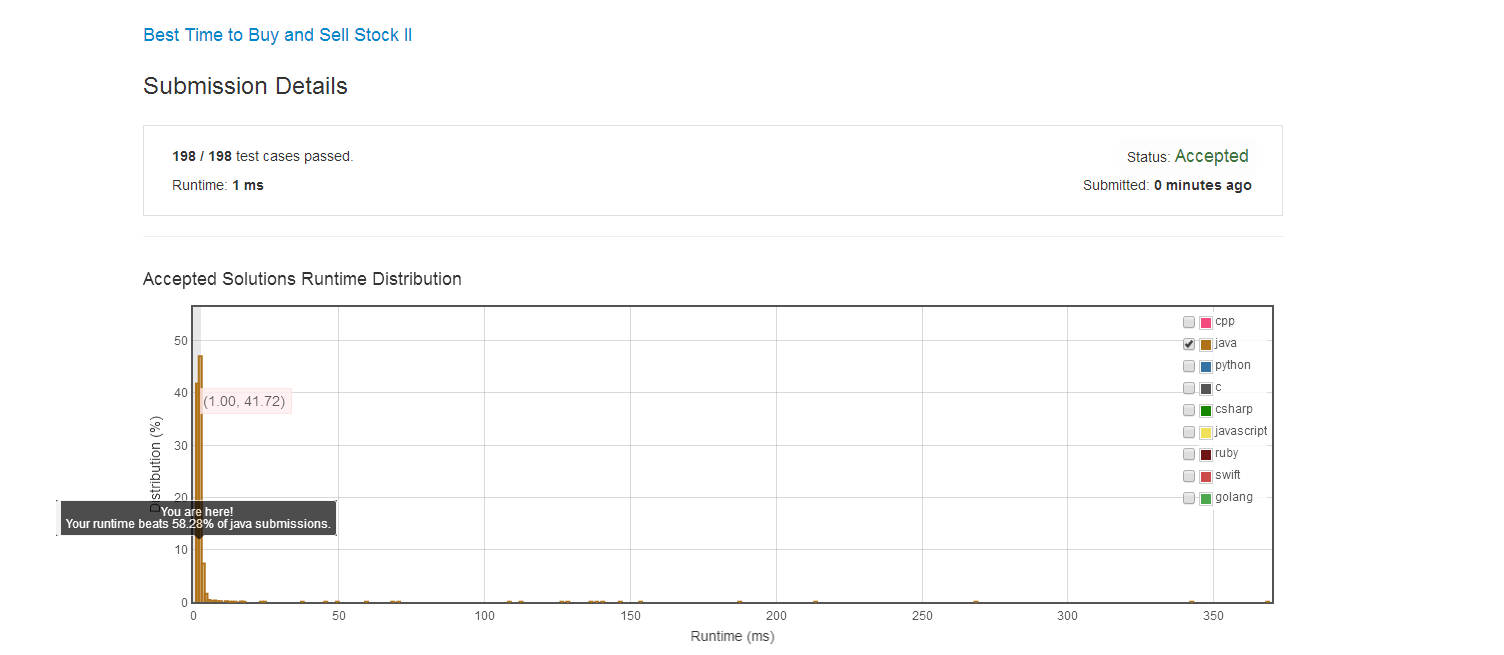 Best Time to Buy and Sell Stock II
Submission Details
198 / 198 test cases passed.
Status: Accepted
Runtime: 1 ms
Submitted: 0 minutes ago
Accepted Solutions Runtime Distribution
cpp
java
python
c
csharp
javascript
ruby
swift
golang
50
40
30
20
10
0
Distribution (%)
(1.00, 41.72)
You are here!
Your runtime beats 58.28% of java submissions.
0 50 100 150 200 250 300 350
Runtime (ms)